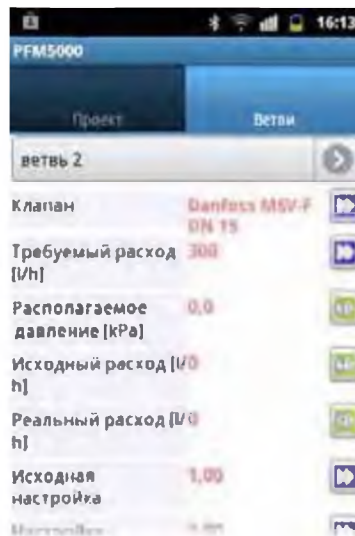 16:13
PFM5000
Проект Ветви
ветвь 2
Клапан Danfoss MSV-F
DN 15
Требуемый расход 300
[l/h]
Располагаемое 0,0
давление [kPa]
Исходный расход [l/ 0
h]
Реальный расход [l/ 0
h]
Исходная 1,00
настройка
Настройка